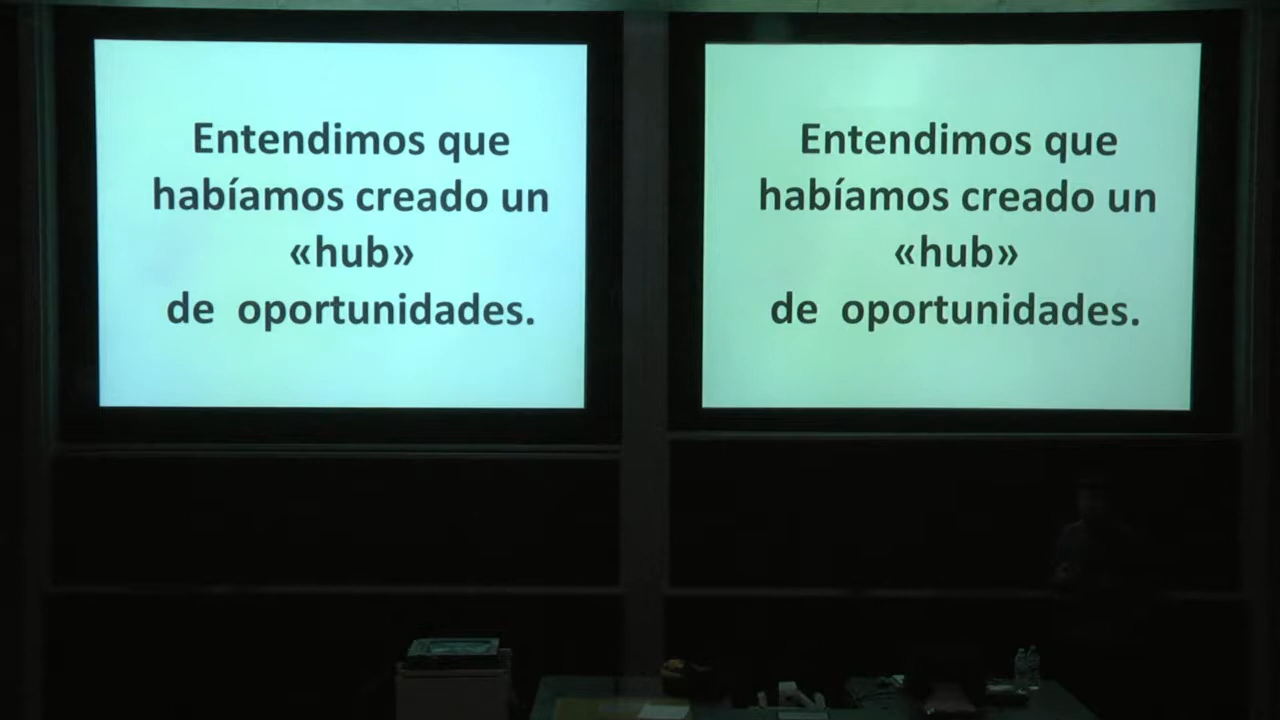 Entendimos que
habíamos creado un
«hub»
de  oportunidades.
Entendimos que
habíamos creado un
«hub»
de  oportunidades.